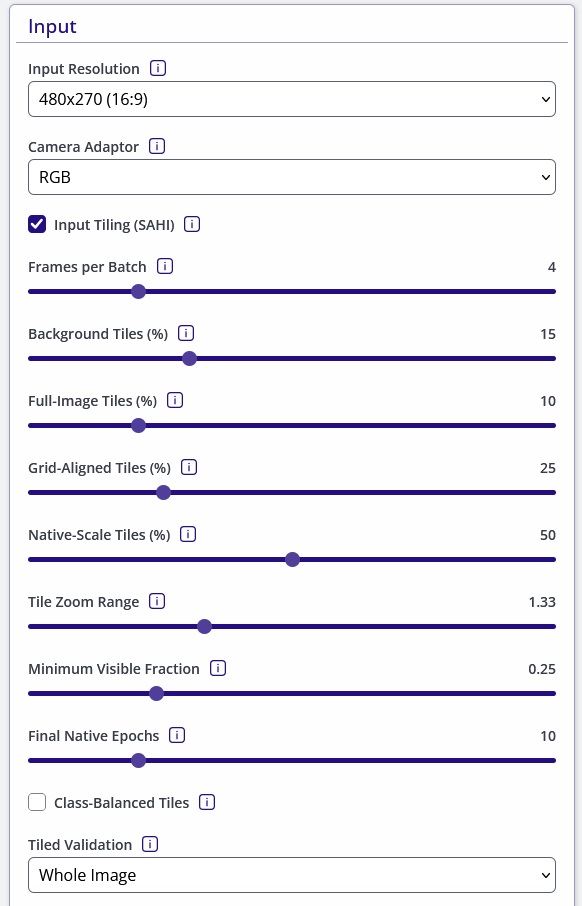 Input
Input Resolution i
480x270 (16:9)
Camera Adaptor i
RGB
Input Tiling (SAHI) i
Frames per Batch i 4
Background Tiles (%) i 15
Full-Image Tiles (%) i 10
Grid-Aligned Tiles (%) i 25
Native-Scale Tiles (%) i 50
Tile Zoom Range i 1.33
Minimum Visible Fraction i 0.25
Final Native Epochs i 10
Class-Balanced Tiles i
Tiled Validation i
Whole Image